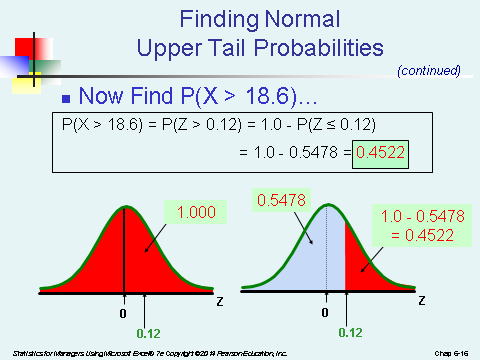 Finding Normal
Upper Tail Probabilities
(continued)
Now Find P(X > 18.6)…
P(X > 18.6) = P(Z > 0.12) = 1.0 - P(Z ≤ 0.12)
= 1.0 - 0.5478 = 0.4522
1.000
0.5478
1.0 - 0.5478
= 0.4522
Z
0
0.12
Z
0
0.12
Statistics for Managers Using Microsoft Excel® 7e Copyright ©2014 Pearson Education, Inc.
Chap 6-16